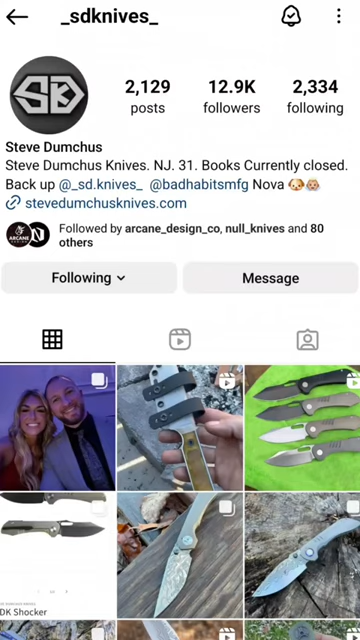 _sdknives_
SDK
2,129
posts
12.9K
followers
2,334
following
Steve Dumchus
Steve Dumchus Knives. NJ. 31. Books Currently closed.
Back up @_sd.knives_ @badhabitsmfg Nova 🐶👼🏼
stevedumchusknives.com
ARCANE
N
Followed by arcane_design_co, null_knives and 80
others
Following
Message
DK Shocker